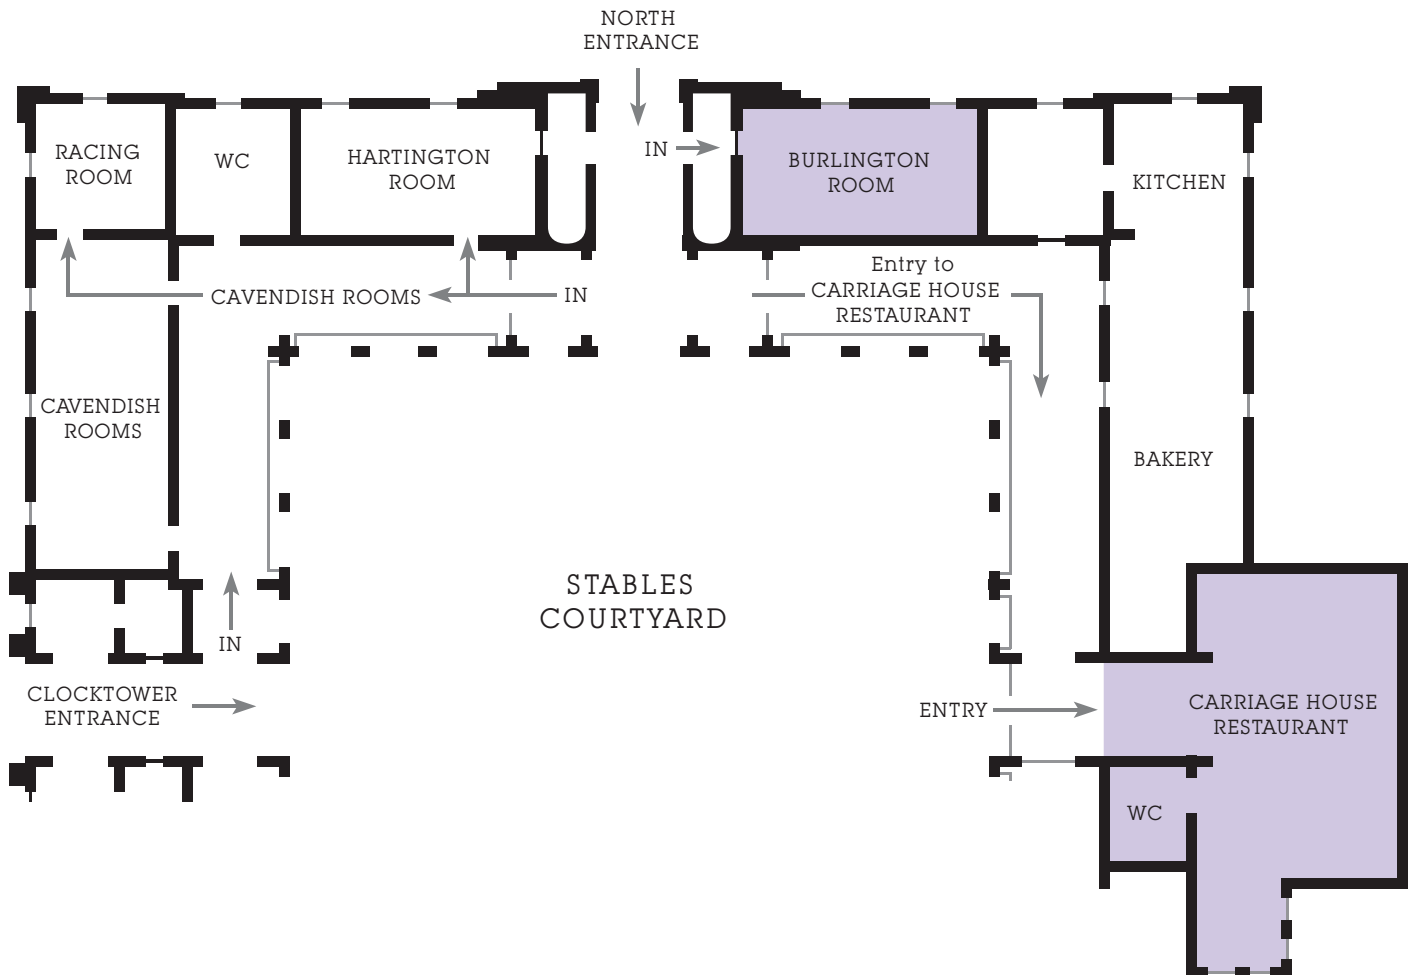 NORTH
ENTRANCE
RACING
ROOM
WC
HARTINGTON
ROOM
IN
BURLINGTON
ROOM
KITCHEN
CAVENDISH ROOMS
IN
Entry to
CARRIAGE HOUSE
RESTAURANT
CAVENDISH
ROOMS
BAKERY
STABLES
COURTYARD
IN
CLOCKTOWER
ENTRANCE
ENTRY
CARRIAGE HOUSE
RESTAURANT
WC